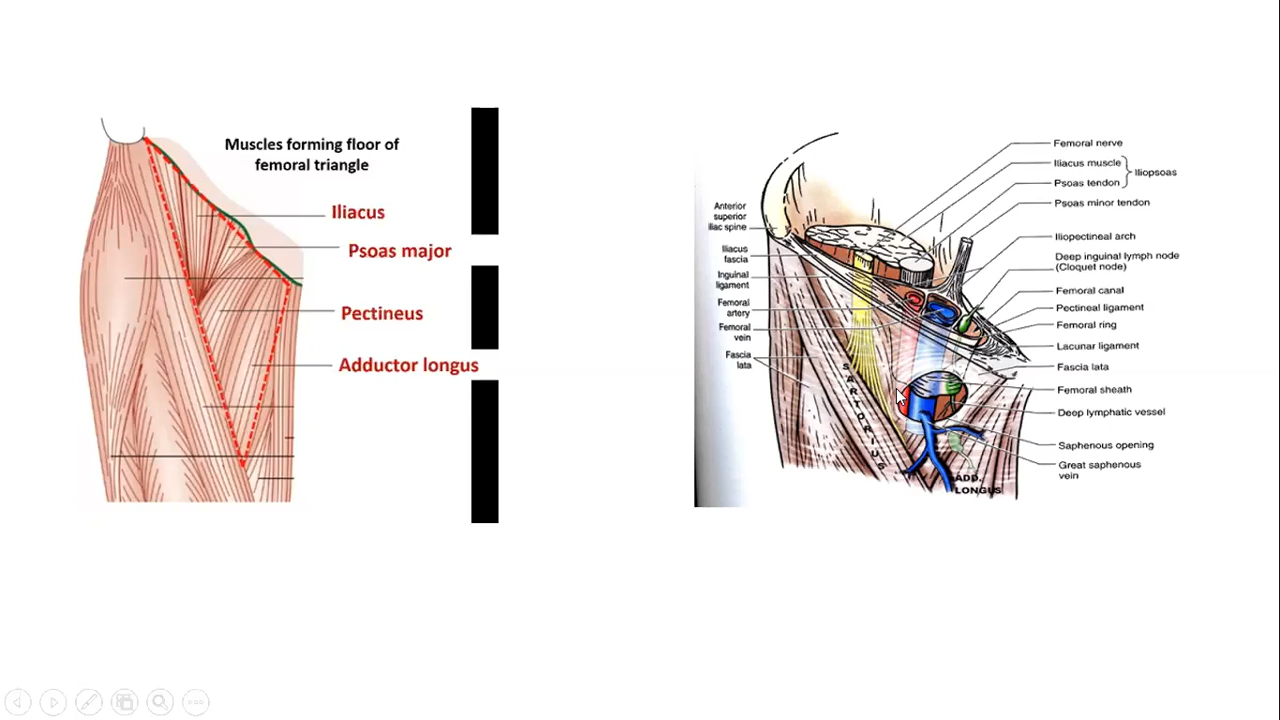 Muscles forming floor of
femoral triangle
Iliacus
Psoas major
Pectineus
Adductor longus
Anterior
superior
iliac spine
Iliacus
fascia
Inguinal
ligament
Femoral
artery
Femoral
vein
Fascia
lata
SARTORIUS
ADD.
LONGUS
Femoral nerve
Iliacus muscle
Psoas tendon
Iliopsoas
Psoas minor tendon
Iliopectineal arch
Deep inguinal lymph node
(Cloquet node)
Femoral canal
Pectineal ligament
Femoral ring
Lacunar ligament
Fascia lata
Femoral sheath
Deep lymphatic vessel
Saphenous opening
Great saphenous
vein